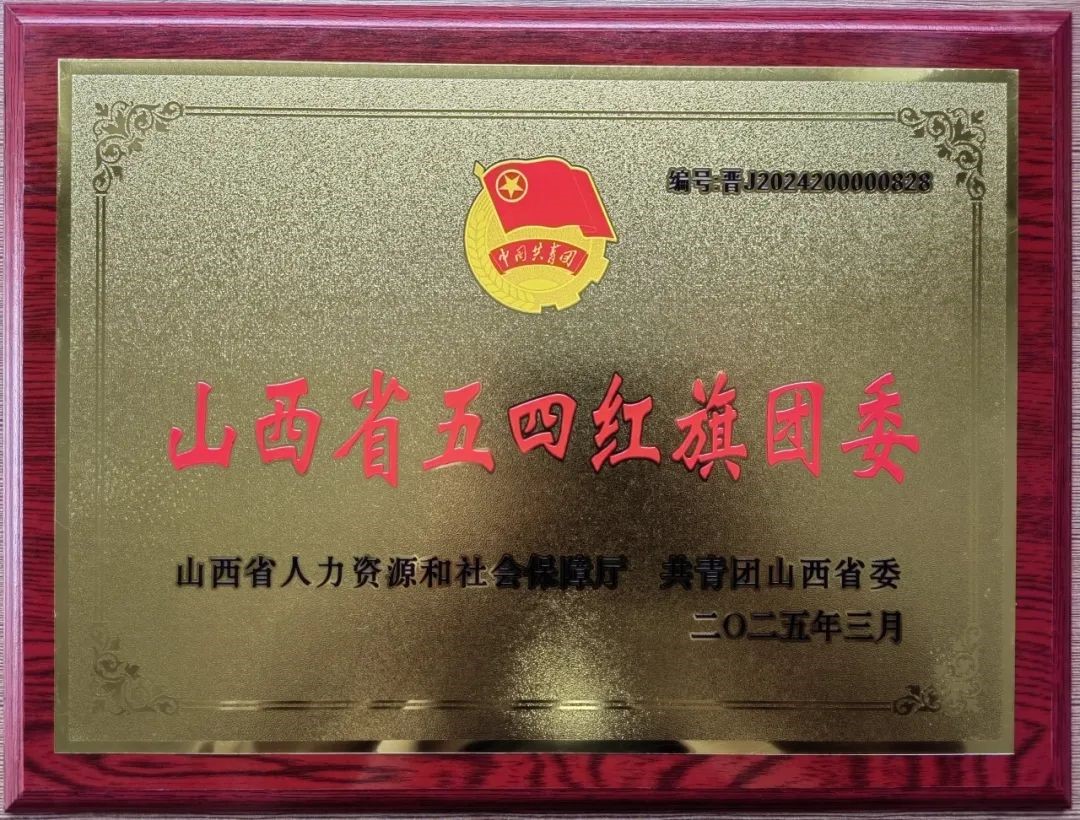 编号:晋J2024200000828
中国共青团
山西省五四红旗团委
山西省人力资源和社会保障厅 共青团山西省委
二〇二五年三月